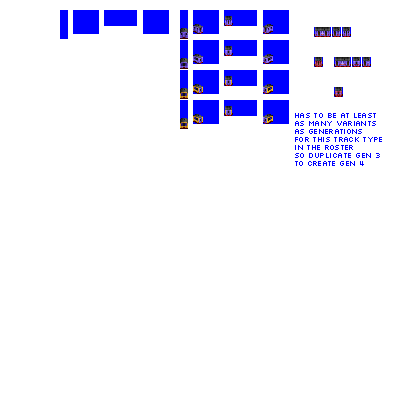 HAS TO BE AT LEAST
AS MANY VARIANTS
AS GENERATIONS
FOR THIS TRACK TYPE
IN THE ROSTER
SO DUPLICATE GEN 3
TO CREATE GEN 4